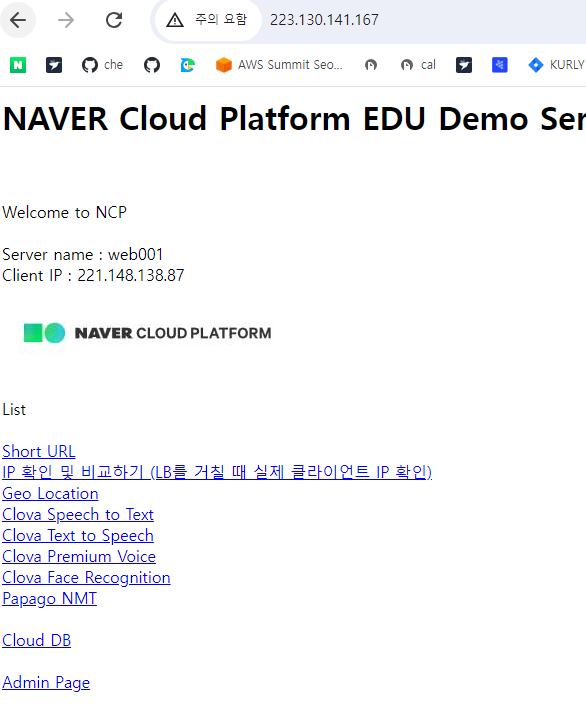 주의 요함 223.130.141.167
che AWS Summit Seo... cal KURLY
NAVER Cloud Platform EDU Demo Ser
Welcome to NCP
Server name : web001
Client IP : 221.148.138.87
NAVER CLOUD PLATFORM
List
Short URL
IP 확인 및 비교하기 (LB를 거칠 때 실제 클라이언트 IP 확인)
Geo Location
Clova Speech to Text
Clova Text to Speech
Clova Premium Voice
Clova Face Recognition
Papago NMT
Cloud DB
Admin Page